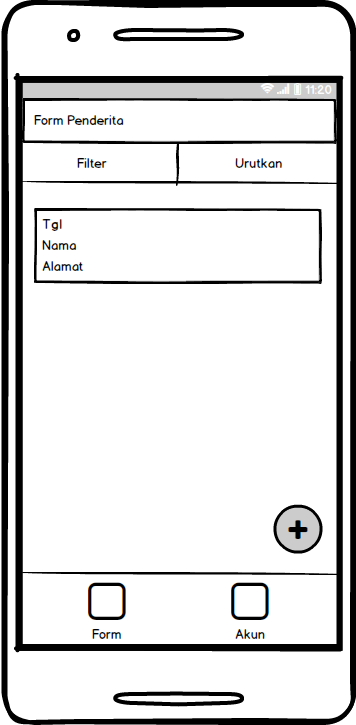 11:20
Form Penderita
Filter Urutkan
Tgl
Nama
Alamat
+
Form Akun